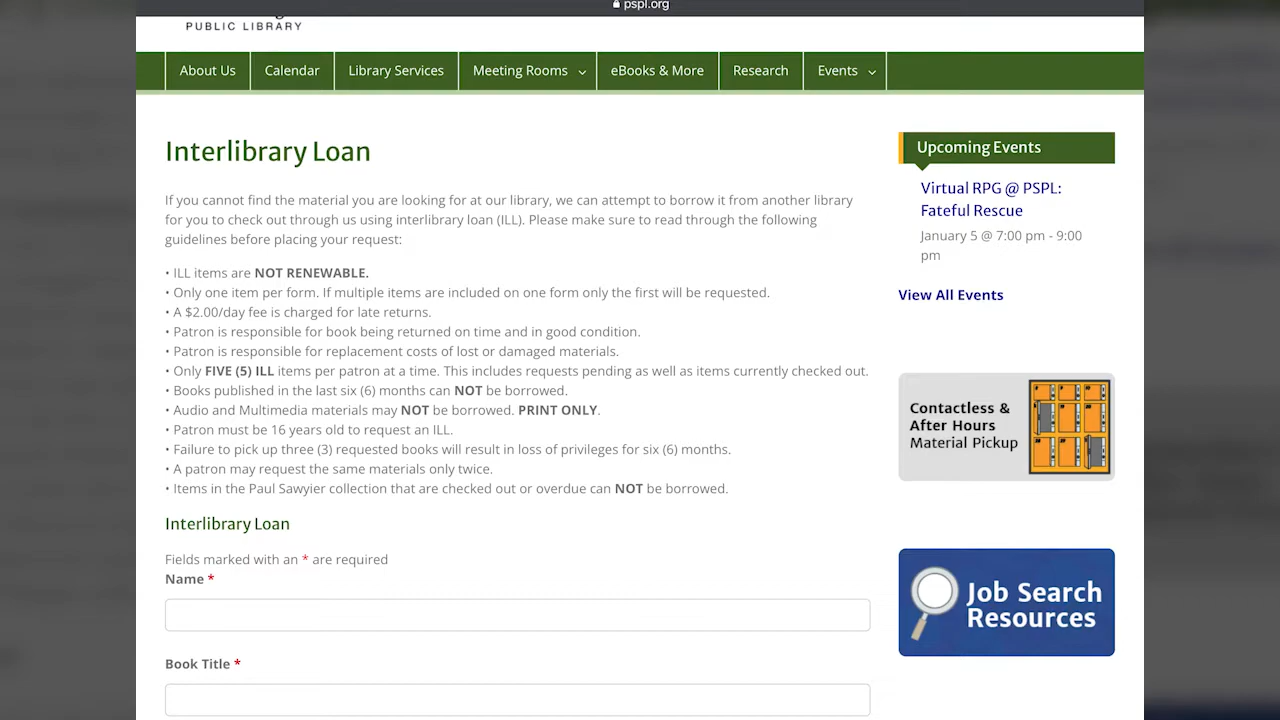 pspl.org
PUBLIC LIBRARY
About Us
Calendar
Library Services
Meeting Rooms
eBooks & More
Research
Events
Interlibrary Loan
If you cannot find the material you are looking for at our library, we can attempt to borrow it from another library
for you to check out through us using interlibrary loan (ILL). Please make sure to read through the following
guidelines before placing your request:
• ILL items are NOT RENEWABLE.
• Only one item per form. If multiple items are included on one form only the first will be requested.
• A $2.00/day fee is charged for late returns.
• Patron is responsible for book being returned on time and in good condition.
• Patron is responsible for replacement costs of lost or damaged materials.
• Only FIVE (5) ILL items per patron at a time. This includes requests pending as well as items currently checked out.
• Books published in the last six (6) months can NOT be borrowed.
• Audio and Multimedia materials may NOT be borrowed. PRINT ONLY.
• Patron must be 16 years old to request an ILL.
• Failure to pick up three (3) requested books will result in loss of privileges for six (6) months.
• A patron may request the same materials only twice.
• Items in the Paul Sawyier collection that are checked out or overdue can NOT be borrowed.
Interlibrary Loan
Fields marked with an * are required
Name *
Book Title *
Upcoming Events
Virtual RPG @ PSPL:
Fateful Rescue
January 5 @ 7:00 pm - 9:00
pm
View All Events
Contactless &
After Hours
Material Pickup
Job Search
Resources